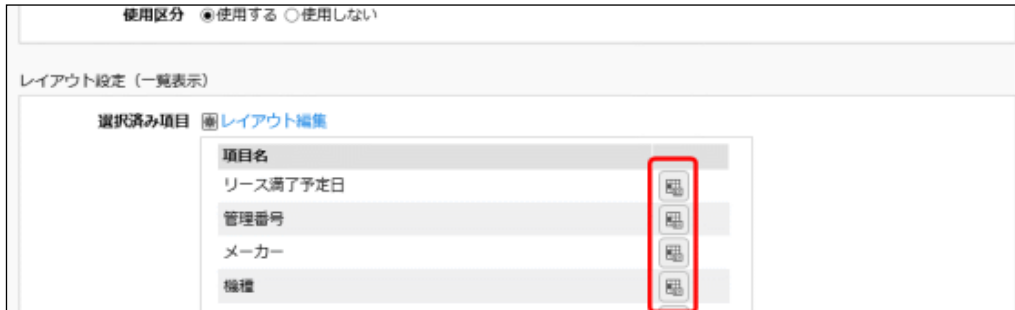 使用区分 使用する 使用しない
レイアウト設定（一覧表示）
選択済み項目 レイアウト編集
項目名
リース満了予定日
管理番号
メーカー
機種